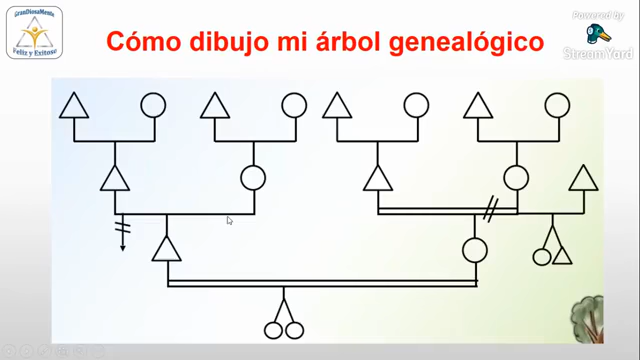 GranDiosaMente
Feliz y Exitoso
Cómo dibujo mi árbol genealógico
Powered by
StreamYard